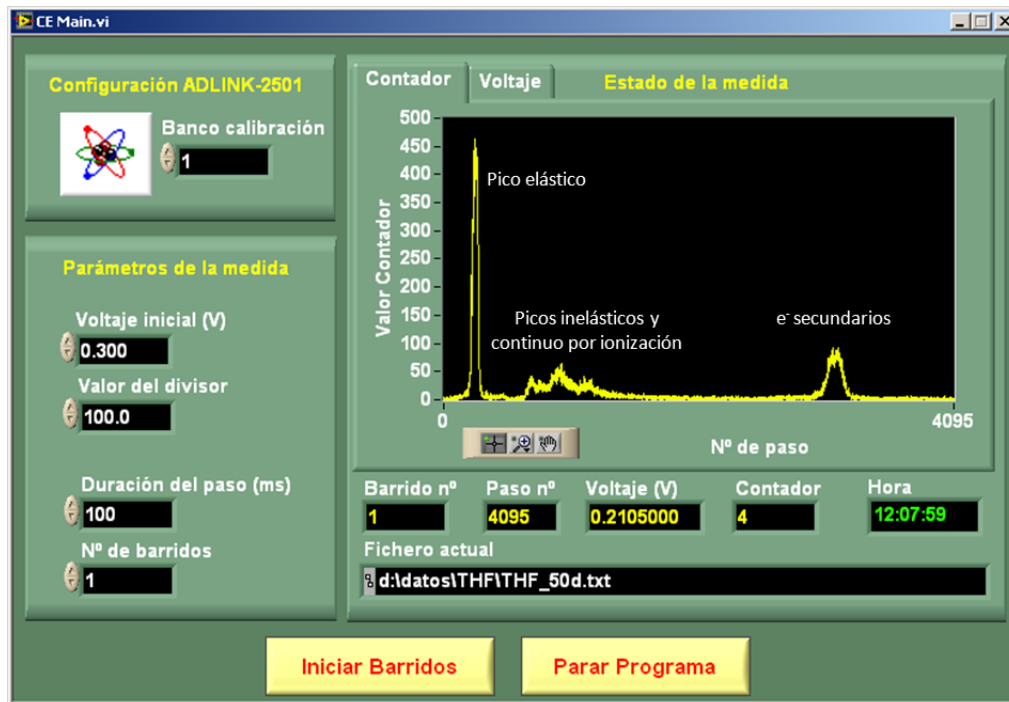 CE Main.vi
Configuración ADLINK-2501
Banco calibración
1
Parámetros de la medida
Voltaje inicial (V)
0.300
Valor del divisor
100.0
Duración del paso (ms)
100
Nº de barridos
1
Contador Voltaje Estado de la medida
500
450
400
350
300
250
200
150
100
50
0
Valor Contador
Pico elástico
Picos inelásticos y
continuo por ionización
e- secundarios
0 4095
Nº de paso
Barrido nº Paso nº Voltaje (V) Contador Hora
1 4095 0.2105000 4 12:07:59
Fichero actual
d:\datos\THF\THF_50d.txt
Iniciar Barridos Parar Programa